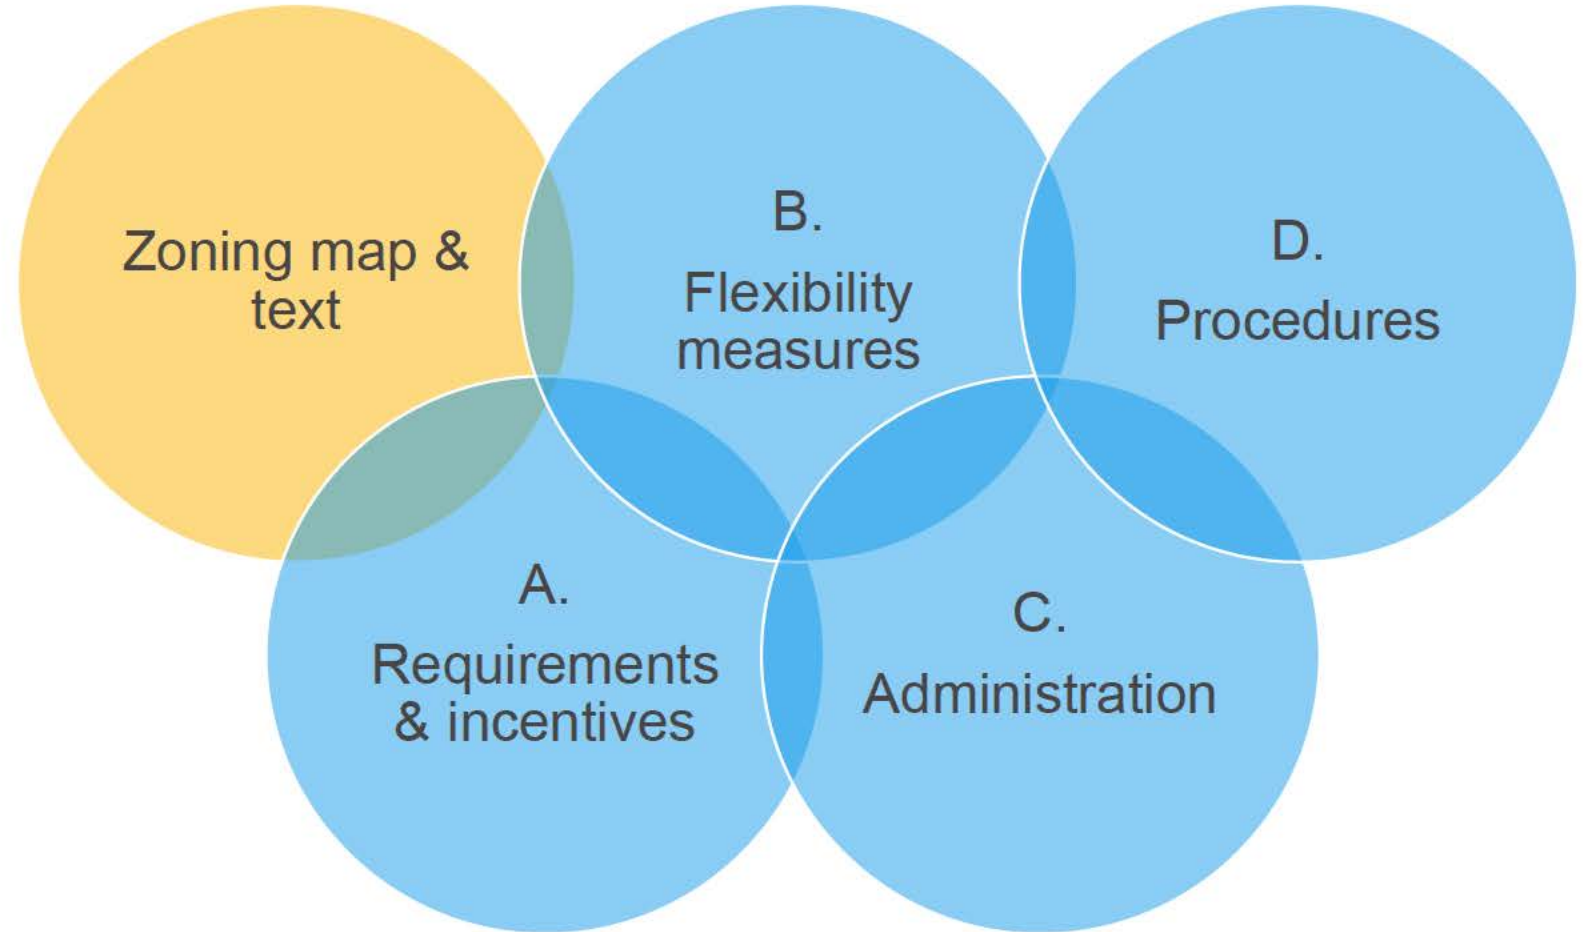 Zoning map &
text
A.
Requirements
& incentives
B.
Flexibility
measures
C.
Administration
D.
Procedures